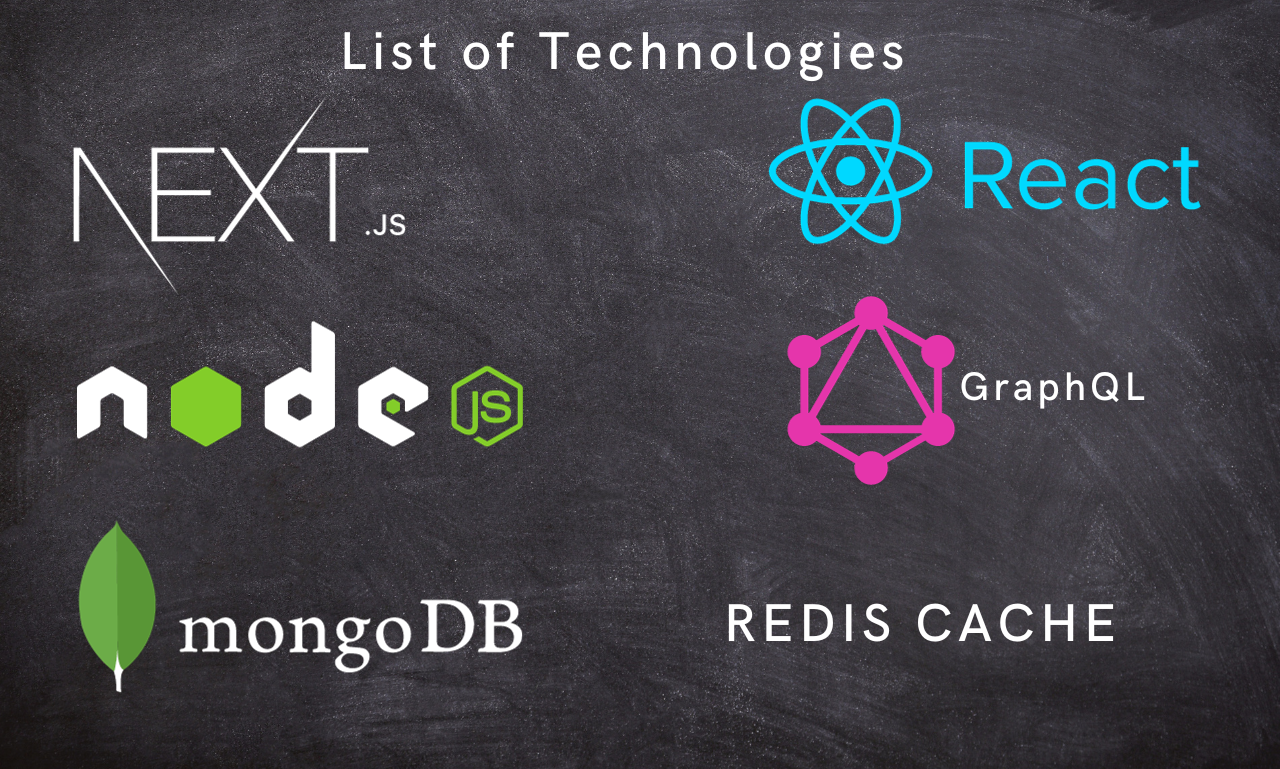 List of Technologies
NEXT.JS
React
node JS
GraphQL
mongoDB
REDIS CACHE